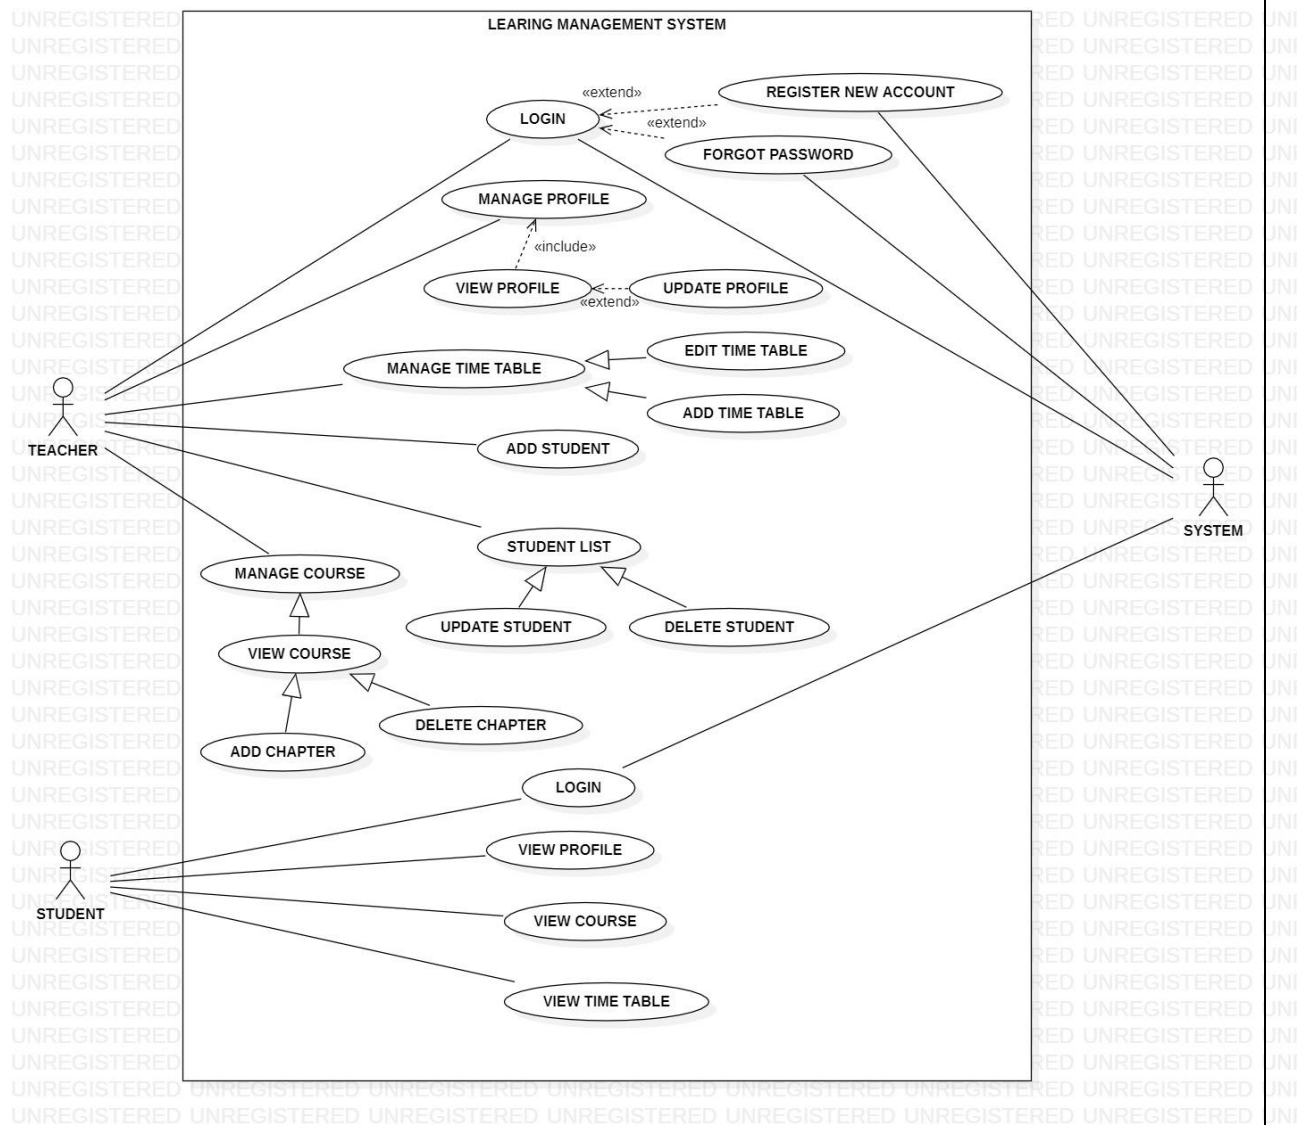 LEARING MANAGEMENT SYSTEM
«extend»
REGISTER NEW ACCOUNT
LOGIN
«extend»
FORGOT PASSWORD
MANAGE PROFILE
«include»
VIEW PROFILE
UPDATE PROFILE
«extend»
EDIT TIME TABLE
MANAGE TIME TABLE
ADD TIME TABLE
TEACHER
ADD STUDENT
SYSTEM
STUDENT LIST
MANAGE COURSE
UPDATE STUDENT
DELETE STUDENT
VIEW COURSE
DELETE CHAPTER
ADD CHAPTER
LOGIN
VIEW PROFILE
STUDENT
VIEW COURSE
VIEW TIME TABLE
UNREGISTERED UNREGISTERED UNREGISTERED UNREGISTERED UNREGISTERED UNREGISTERED UNREGISTERED UNI